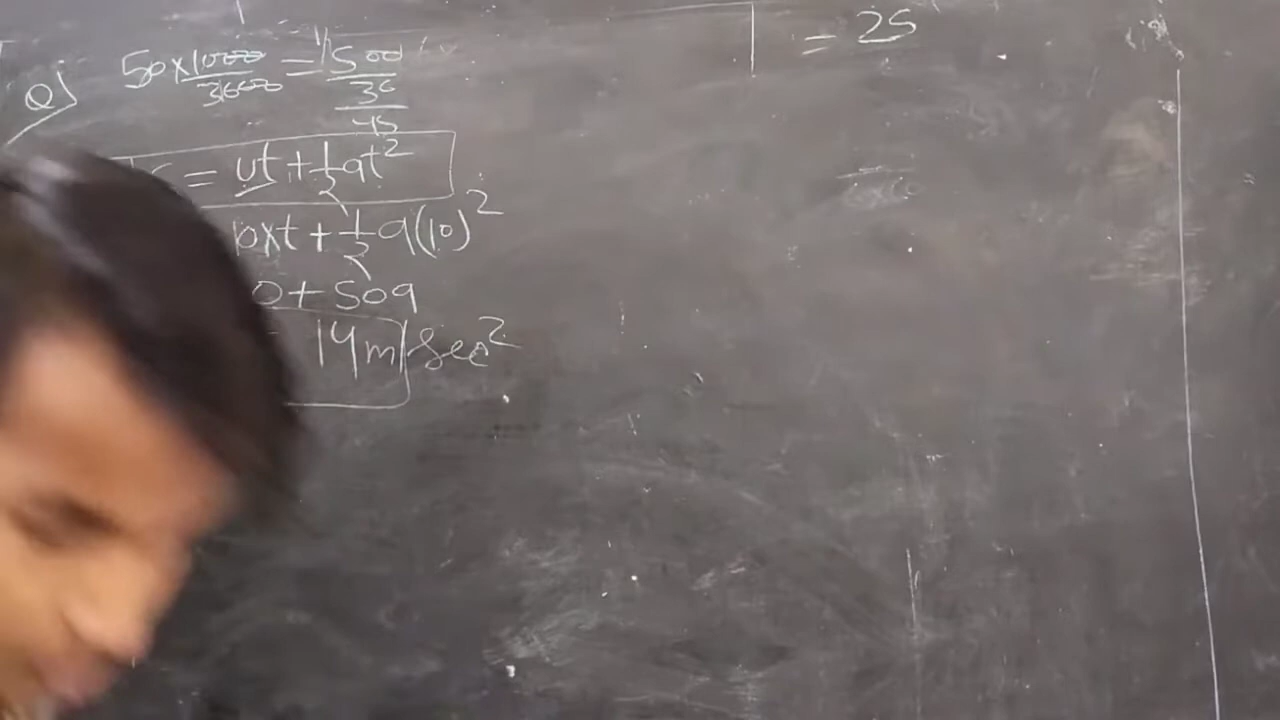 = 25
Q) 50 × 1000/3600 = 500/36
45
= ut + 1/2 at²
0×t + 1/2 a(10)²
0 + 50a
14 m/sec²